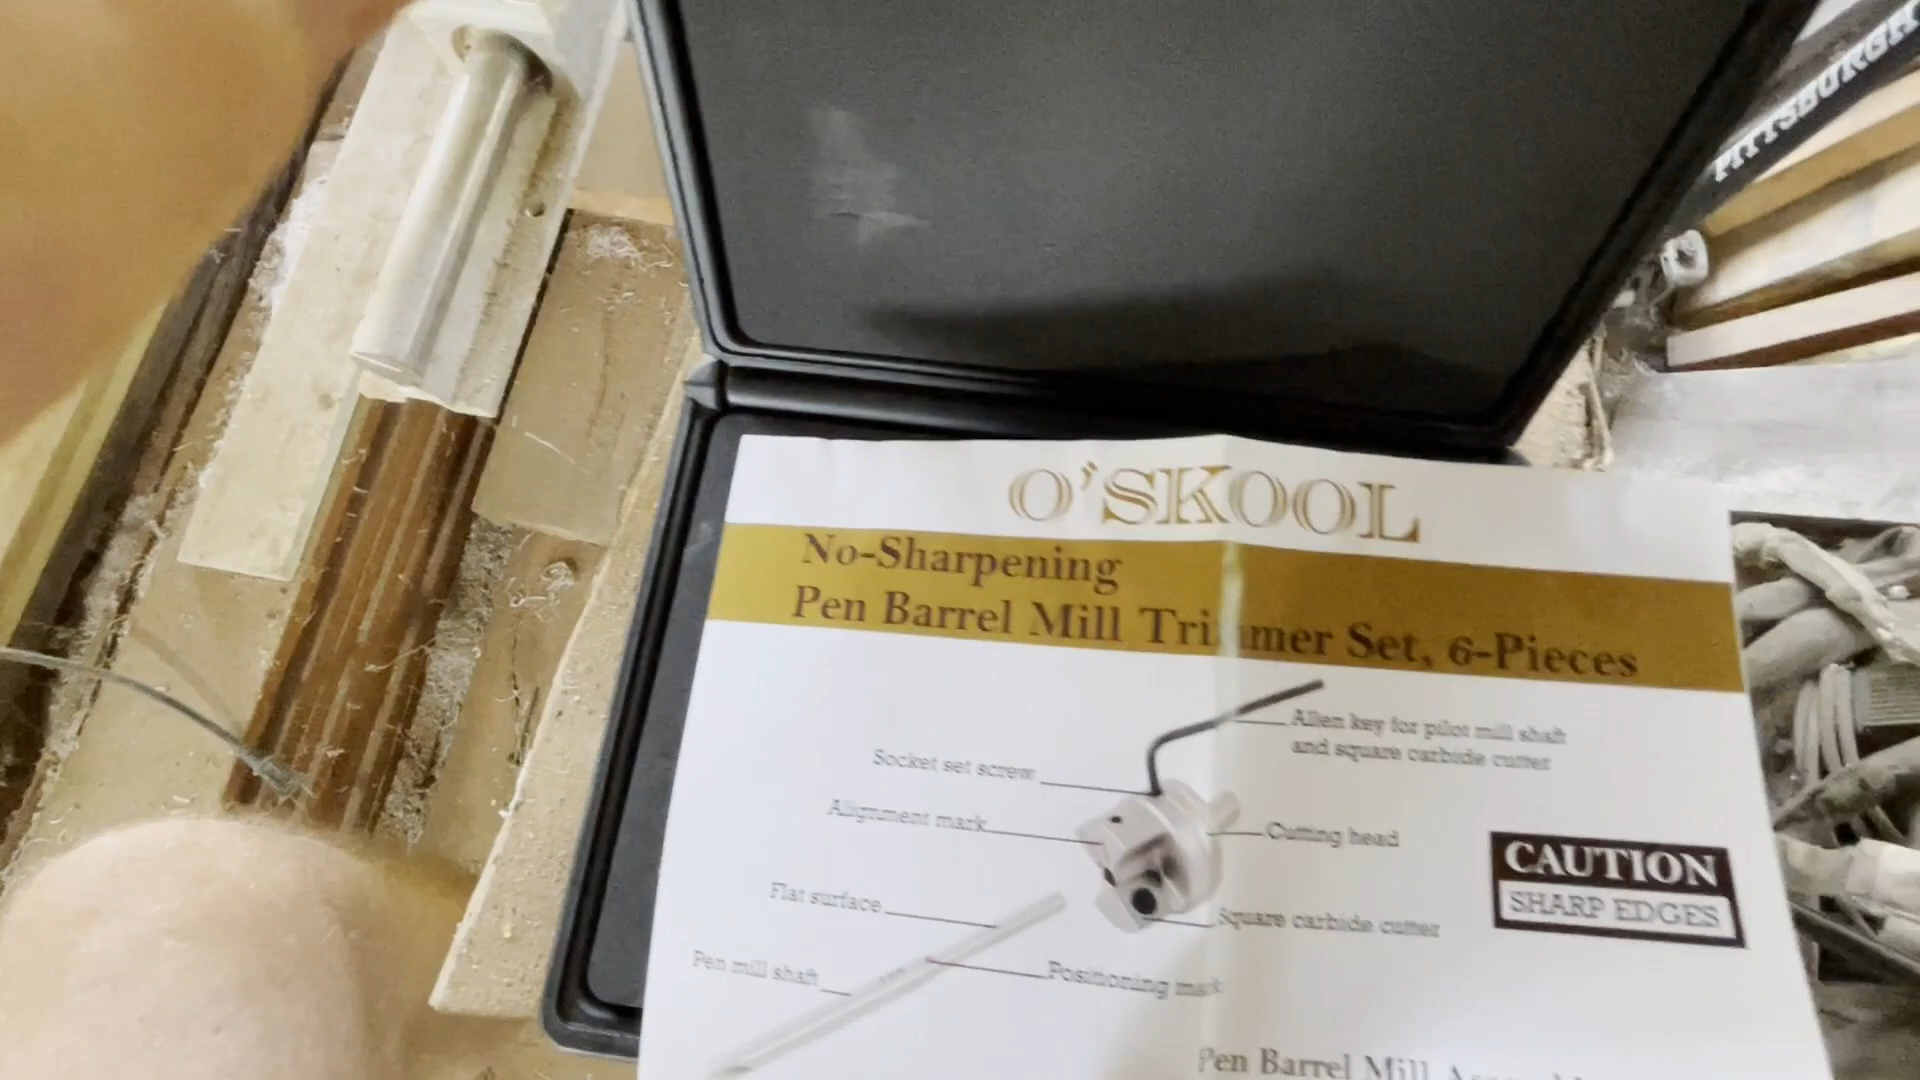 PITTSBURGH
O'SKOOL
No-Sharpening
Pen Barrel Mill Trimmer Set, 6-Pieces
Allen key for pilot mill shaft
and square carbide cutter
Socket set screw
Alignment mark
Cutting head
CAUTION
SHARP EDGES
Flat surface
Square carbide cutter
Pen mill shaft
Positioning mark
Pen Barrel Mill